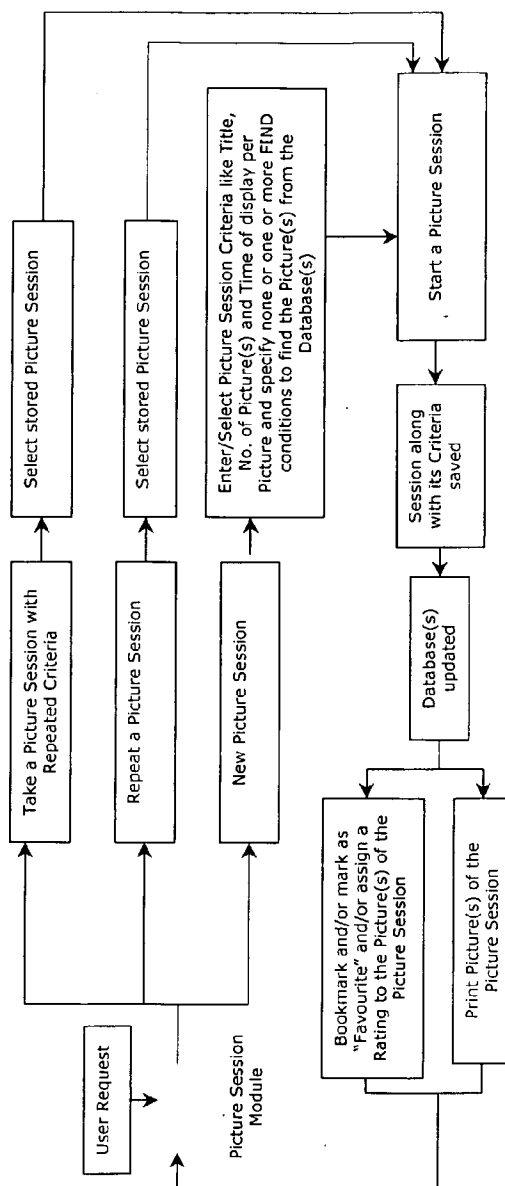 User Request
Picture Session
Module
Take a Picture Session with
Repeated Criteria
Select stored Picture Session
Repeat a Picture Session
Select stored Picture Session
New Picture Session
Enter/Select Picture Session Criteria like Title,
No. of Picture(s) and Time of display per
Picture and specify none or one or more FIND
conditions to find the Picture(s) from the
Database(s)
Start a Picture Session
Session along
with its Criteria
saved
Database(s)
updated
Bookmark and/or mark as
"Favourite" and/or assign a
Rating to the Picture(s) of the
Picture Session
Print Picture(s) of the
Picture Session